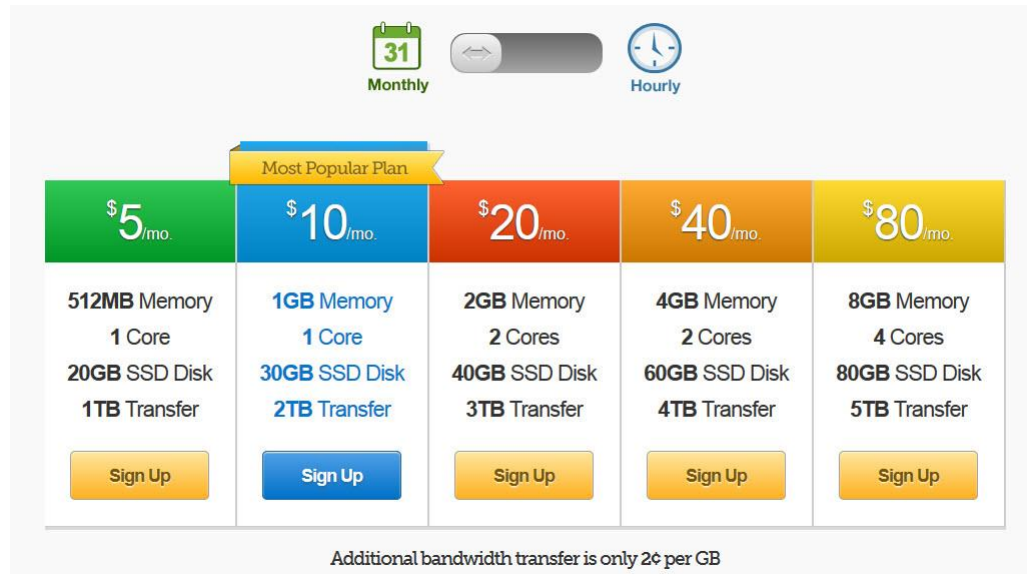 31
Monthly
Hourly
Most Popular Plan
$5/mo.
512MB Memory
1 Core
20GB SSD Disk
1TB Transfer
Sign Up
$10/mo.
1GB Memory
1 Core
30GB SSD Disk
2TB Transfer
Sign Up
$20/mo.
2GB Memory
2 Cores
40GB SSD Disk
3TB Transfer
Sign Up
$40/mo.
4GB Memory
2 Cores
60GB SSD Disk
4TB Transfer
Sign Up
$80/mo.
8GB Memory
4 Cores
80GB SSD Disk
5TB Transfer
Sign Up
Additional bandwidth transfer is only 2¢ per GB